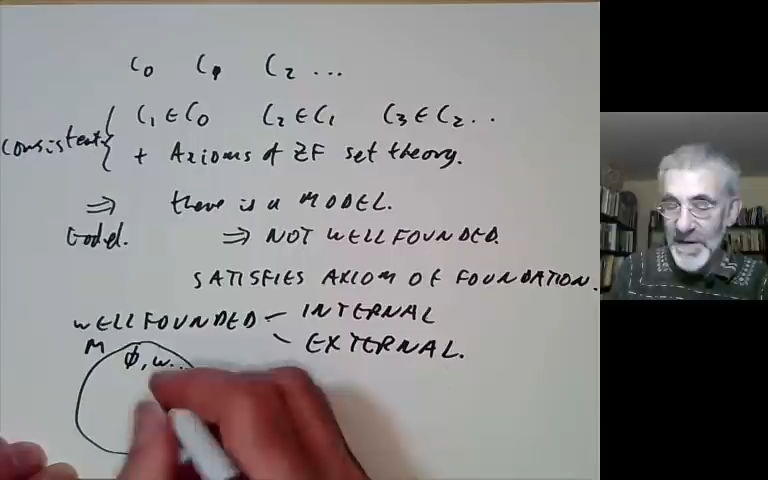 C0 C1 C2 ...
C1 ∈ C0 C2 ∈ C1 C3 ∈ C2 ..
consistent { + Axioms of ZF set theory.
⇒ there is a MODEL.
Godel. ⇒ NOT WELLFOUNDED.
SATISFIES AXIOM OF FOUNDATION.
WELLFOUNDED - INTERNAL
- EXTERNAL.
M
φ, ω...